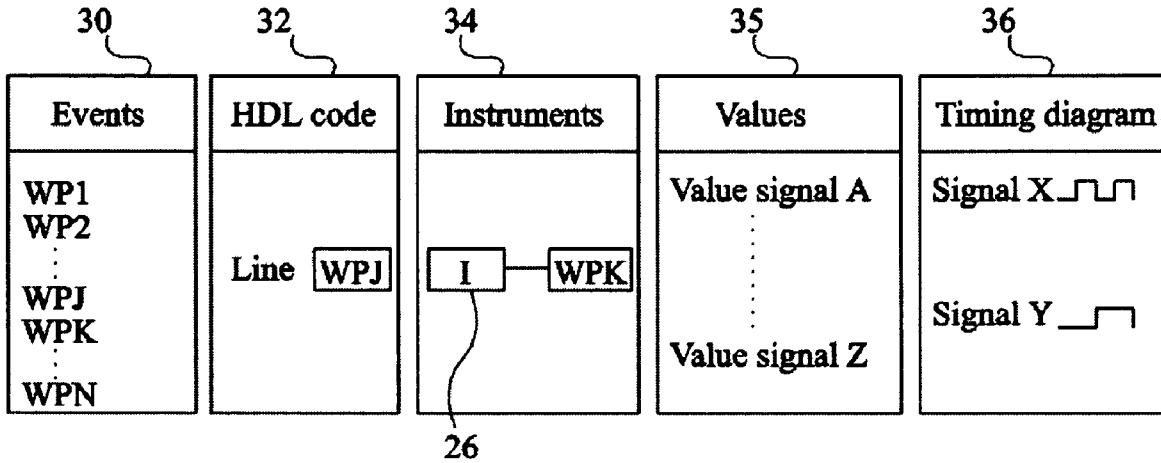 30 32 34 35 36
Events HDL code Instruments Values Timing diagram
WP1
WP2
WPJ
WPK
WPN
Line WPJ
I WPK
Value signal A
Value signal Z
Signal X
Signal Y
26